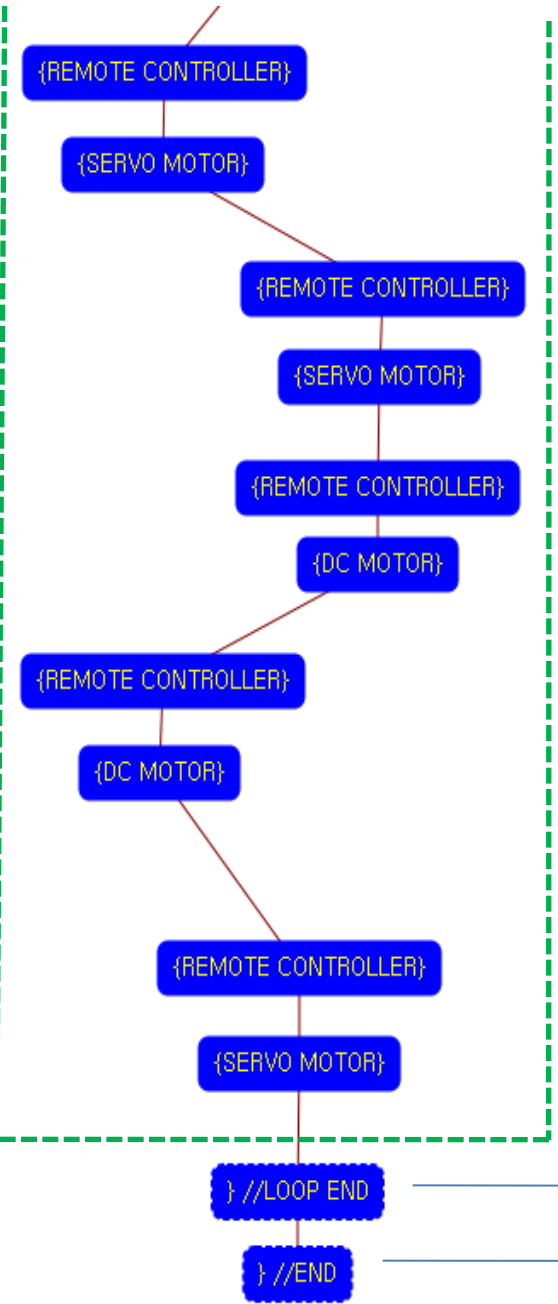 {REMOTE CONTROLLER}
{SERVO MOTOR}
{REMOTE CONTROLLER}
{SERVO MOTOR}
{REMOTE CONTROLLER}
{DC MOTOR}
{REMOTE CONTROLLER}
{DC MOTOR}
{REMOTE CONTROLLER}
{SERVO MOTOR}
} //LOOP END
} //END